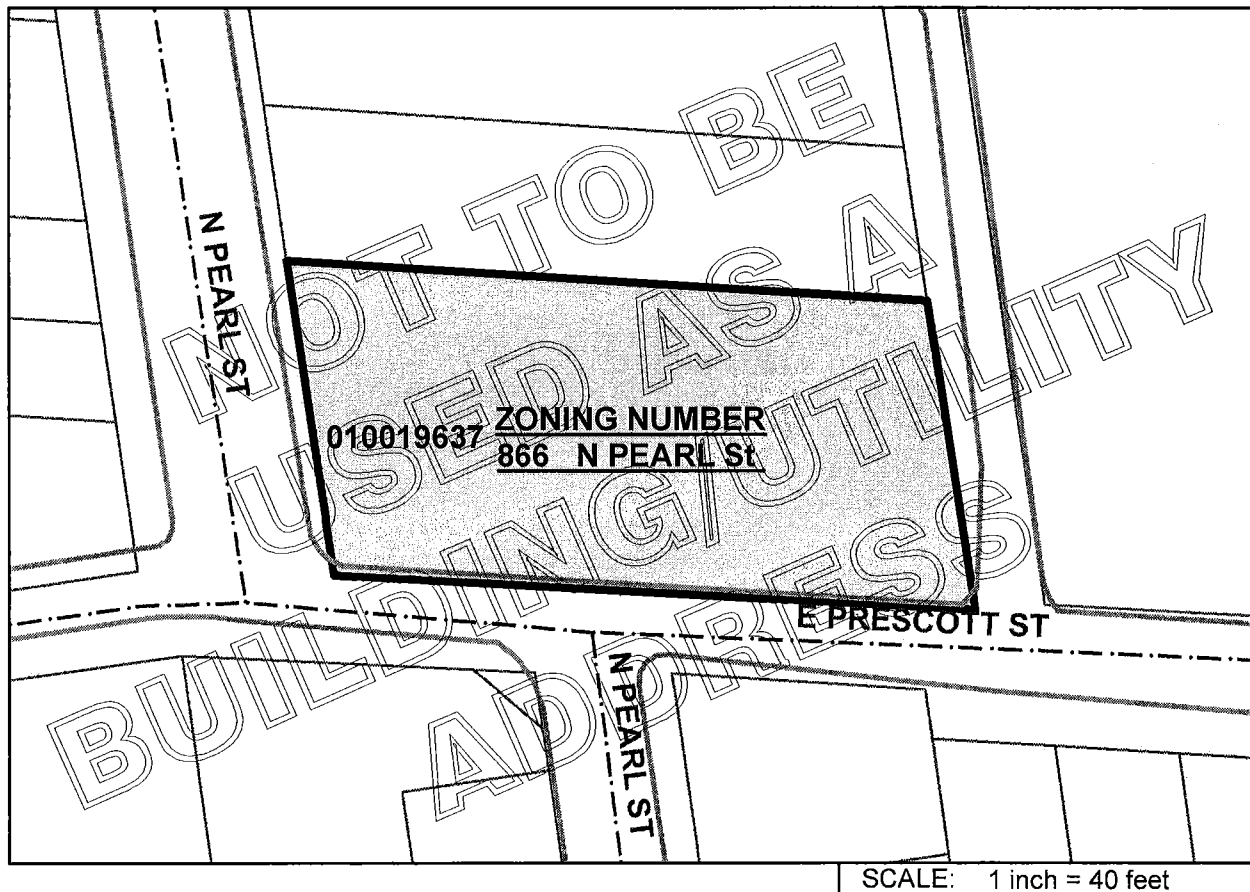 NOT TO BE
USED AS A
BUILDING/UTILITY
ADDRESS
N PEARL ST
010019637
ZONING NUMBER
866 N PEARL St
E PRESCOTT ST
N PEARL ST
SCALE: 1 inch = 40 feet